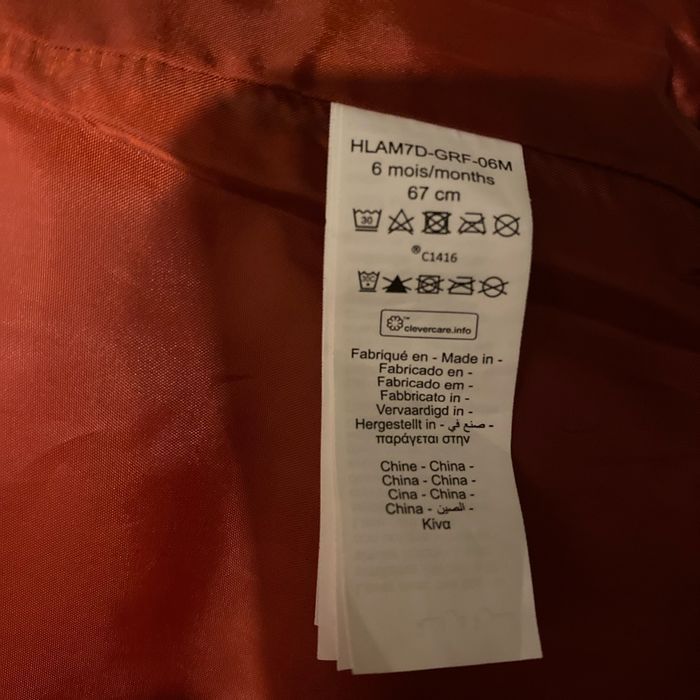 HLAM7D-GRF-06M
6 mois/months
67 cm
30
®C1416
clevercare.info
Fabriqué en - Made in -
Fabricado en -
Fabricado em -
Fabbricato in -
Vervaardigd in -
Hergestellt in - صنع في -
παράγεται στην
Chine - China -
China - China -
Cina - China -
China - الصين -
Κίνα